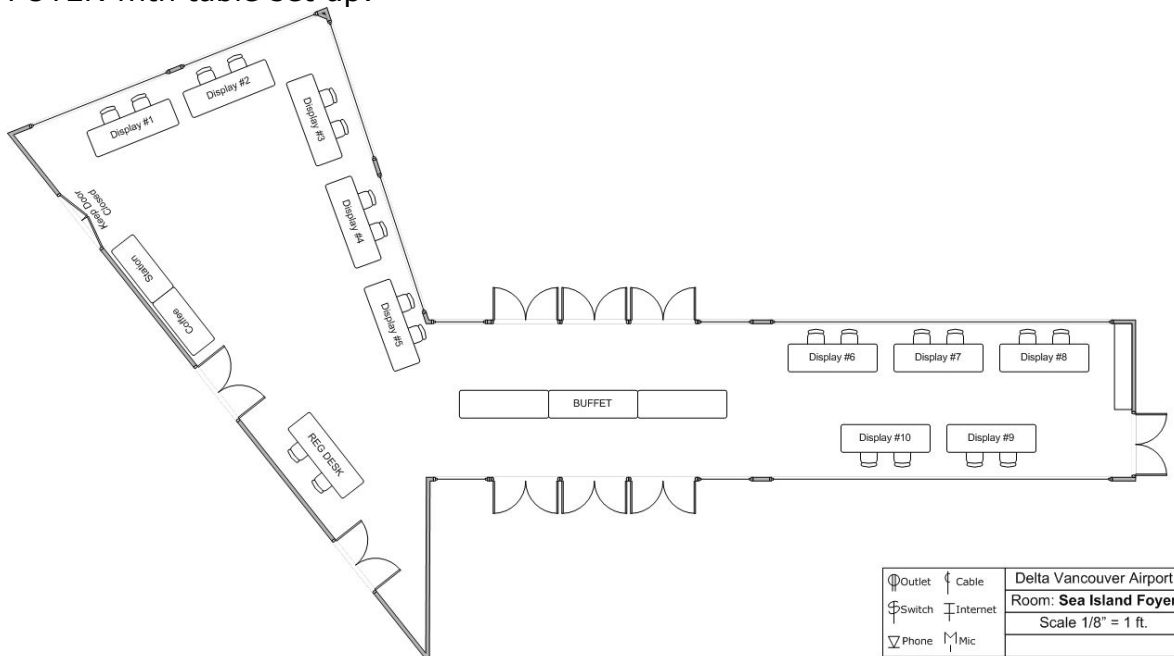 FOYER with table set up:
Display #1
Display #2
Display #3
Display #4
Display #5
Keep Door
Closed
Station
Coffee
REG DESK
BUFFET
Display #6
Display #7
Display #8
Display #10
Display #9
Outlet Cable
Switch Internet
Phone Mic
Delta Vancouver Airport
Room: Sea Island Foyer
Scale 1/8" = 1 ft.